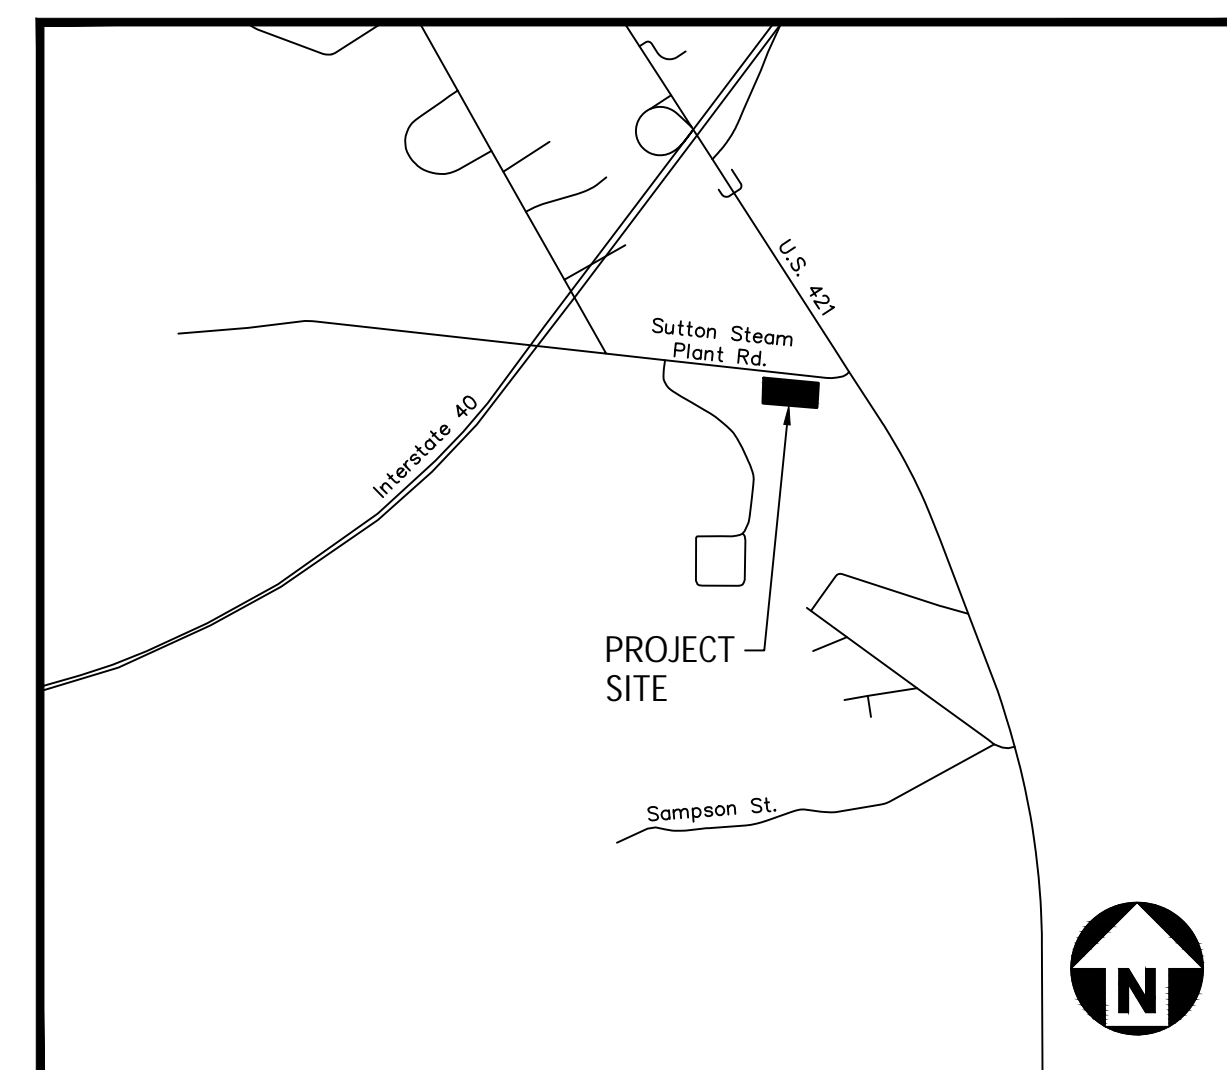 U.S. 421
Sutton Steam
Plant Rd.
Interstate 40
PROJECT
SITE
Sampson St.
N